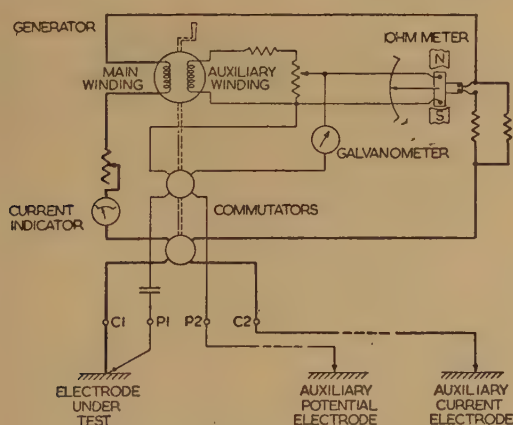 GENERATOR
OHM METER
N
MAIN
WINDING
AUXILIARY
WINDING
S
GALVANOMETER
CURRENT
INDICATOR
COMMUTATORS
C1
P1
P2
C2
ELECTRODE
UNDER
TEST
AUXILIARY
POTENTIAL
ELECTRODE
AUXILIARY
CURRENT
ELECTRODE